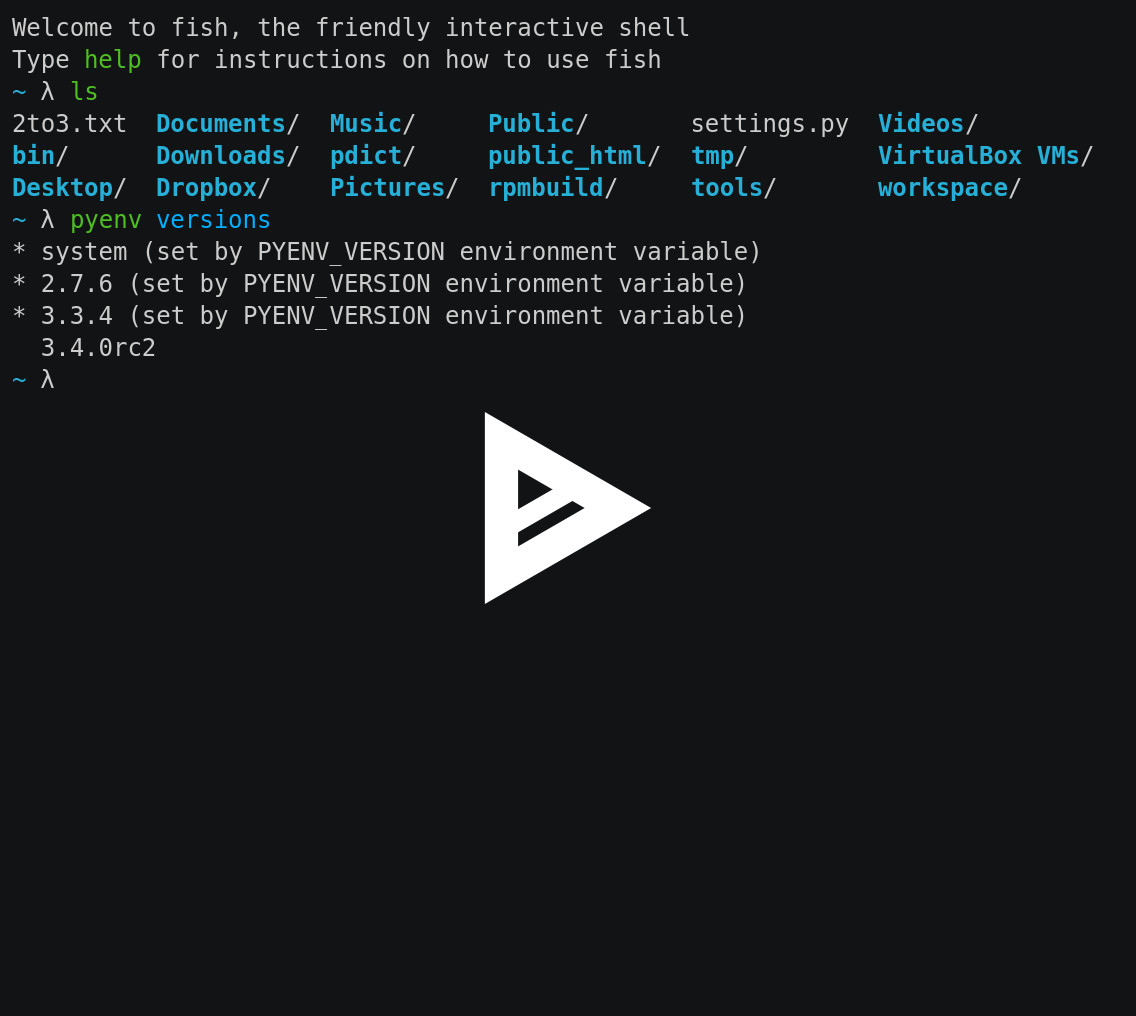 Welcome to fish, the friendly interactive shell
Type help for instructions on how to use fish
~ λ ls
2to3.txt  Documents/  Music/     Public/       settings.py  Videos/
bin/      Downloads/  pdict/     public_html/  tmp/         VirtualBox VMs/
Desktop/  Dropbox/    Pictures/  rpmbuild/     tools/       workspace/
~ λ pyenv versions
* system (set by PYENV_VERSION environment variable)
* 2.7.6 (set by PYENV_VERSION environment variable)
* 3.3.4 (set by PYENV_VERSION environment variable)
  3.4.0rc2
~ λ